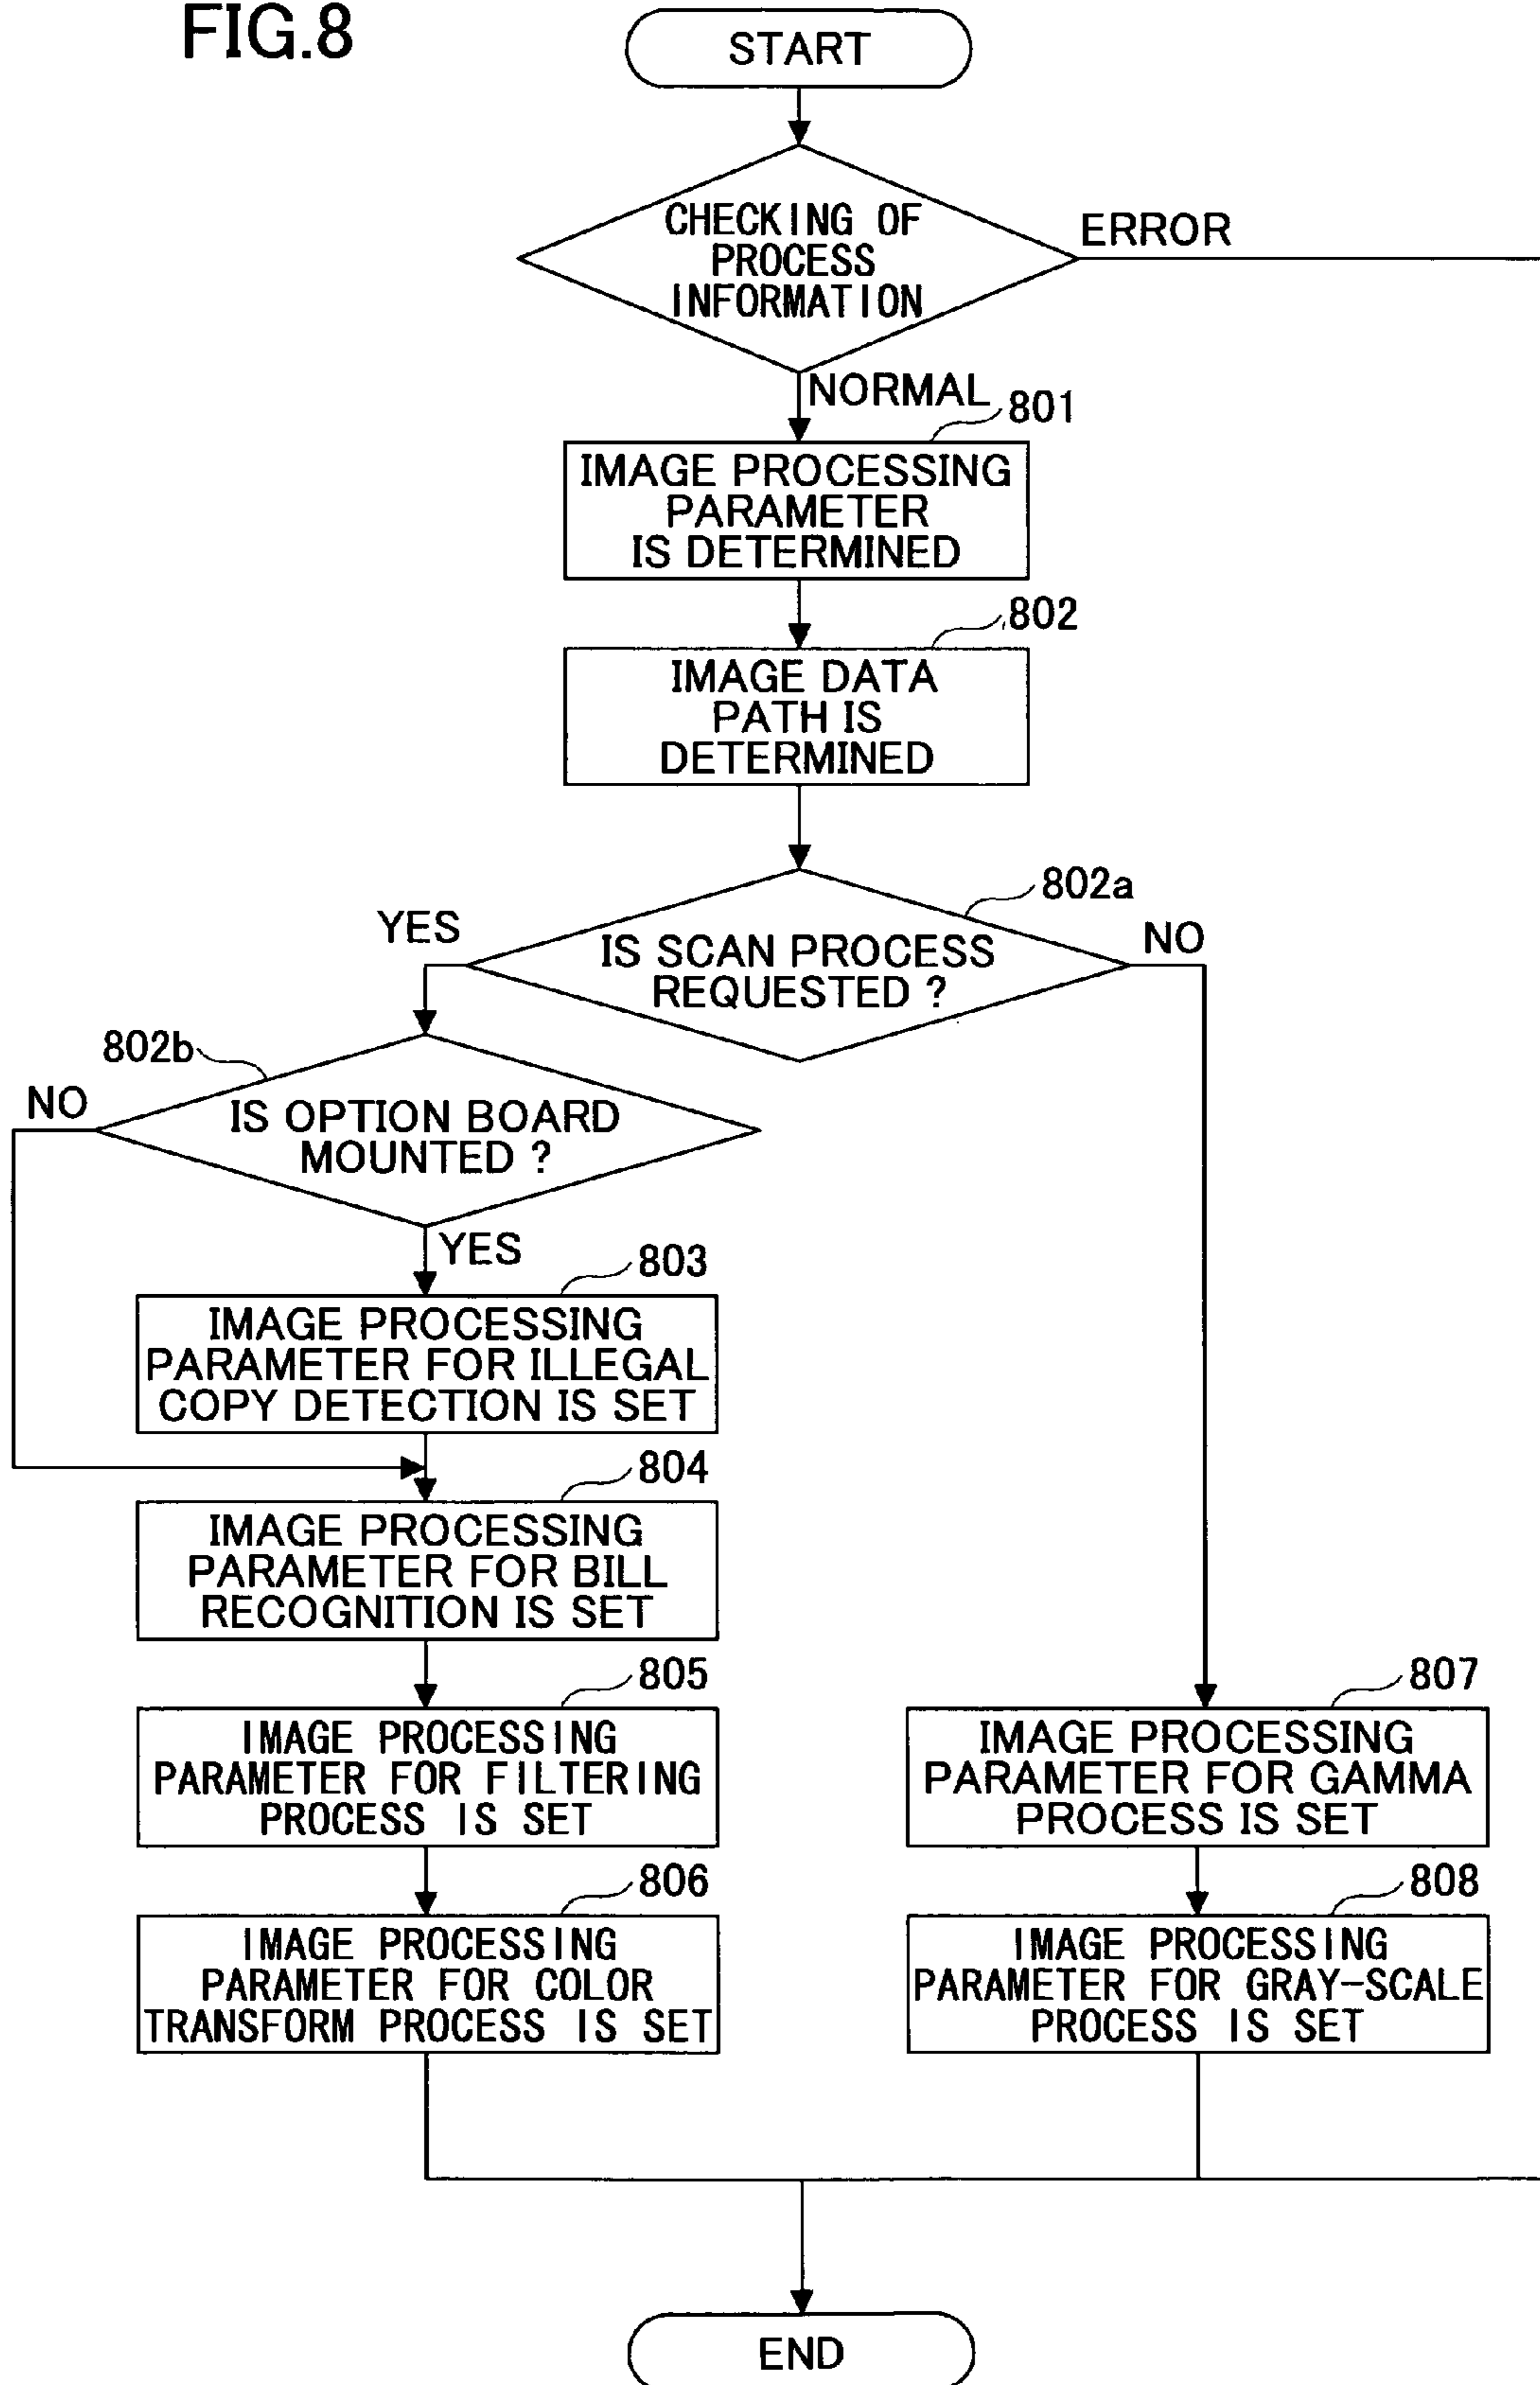 FIG.8
START
CHECKING OF
PROCESS
INFORMATION
ERROR
NORMAL
801
IMAGE PROCESSING
PARAMETER
IS DETERMINED
802
IMAGE DATA
PATH IS
DETERMINED
802a
YES
IS SCAN PROCESS
REQUESTED ?
NO
802b
NO
IS OPTION BOARD
MOUNTED ?
YES
803
IMAGE PROCESSING
PARAMETER FOR ILLEGAL
COPY DETECTION IS SET
804
IMAGE PROCESSING
PARAMETER FOR BILL
RECOGNITION IS SET
805
IMAGE PROCESSING
PARAMETER FOR FILTERING
PROCESS IS SET
806
IMAGE PROCESSING
PARAMETER FOR COLOR
TRANSFORM PROCESS IS SET
807
IMAGE PROCESSING
PARAMETER FOR GAMMA
PROCESS IS SET
808
IMAGE PROCESSING
PARAMETER FOR GRAY-SCALE
PROCESS IS SET
END